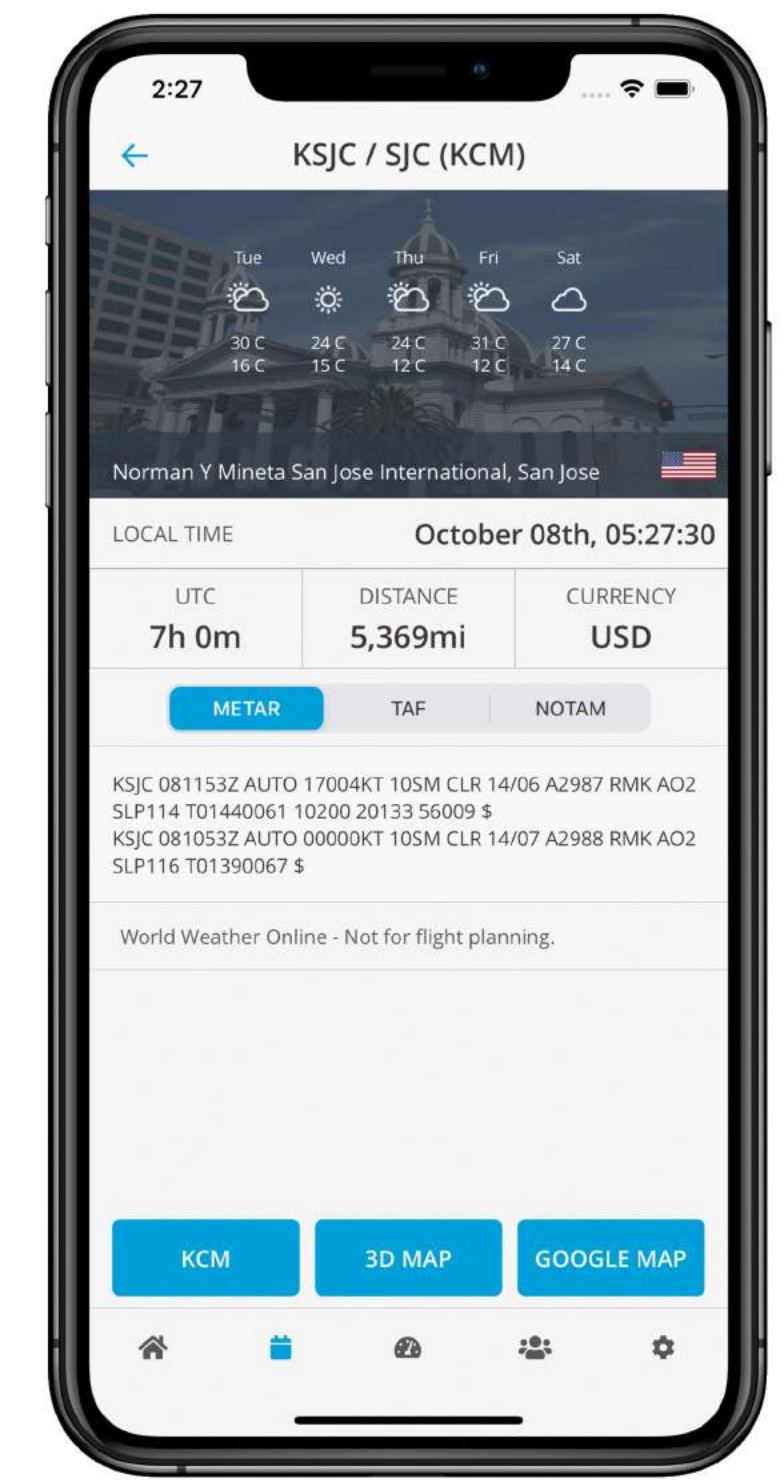 2:27
KSJC / SJC (KCM)
Tue Wed Thu Fri Sat
30 C 24 C 24 C 31 C 27 C
16 C 15 C 12 C 12 C 14 C
Norman Y Mineta San Jose International, San Jose
LOCAL TIME October 08th, 05:27:30
UTC DISTANCE CURRENCY
7h 0m 5,369mi USD
METAR TAF NOTAM
KSJC 081153Z AUTO 17004KT 10SM CLR 14/06 A2987 RMK AO2
SLP114 T01440061 10200 20133 56009 $
KSJC 081053Z AUTO 00000KT 10SM CLR 14/07 A2988 RMK AO2
SLP116 T01390067 $
World Weather Online - Not for flight planning.
KCM 3D MAP GOOGLE MAP